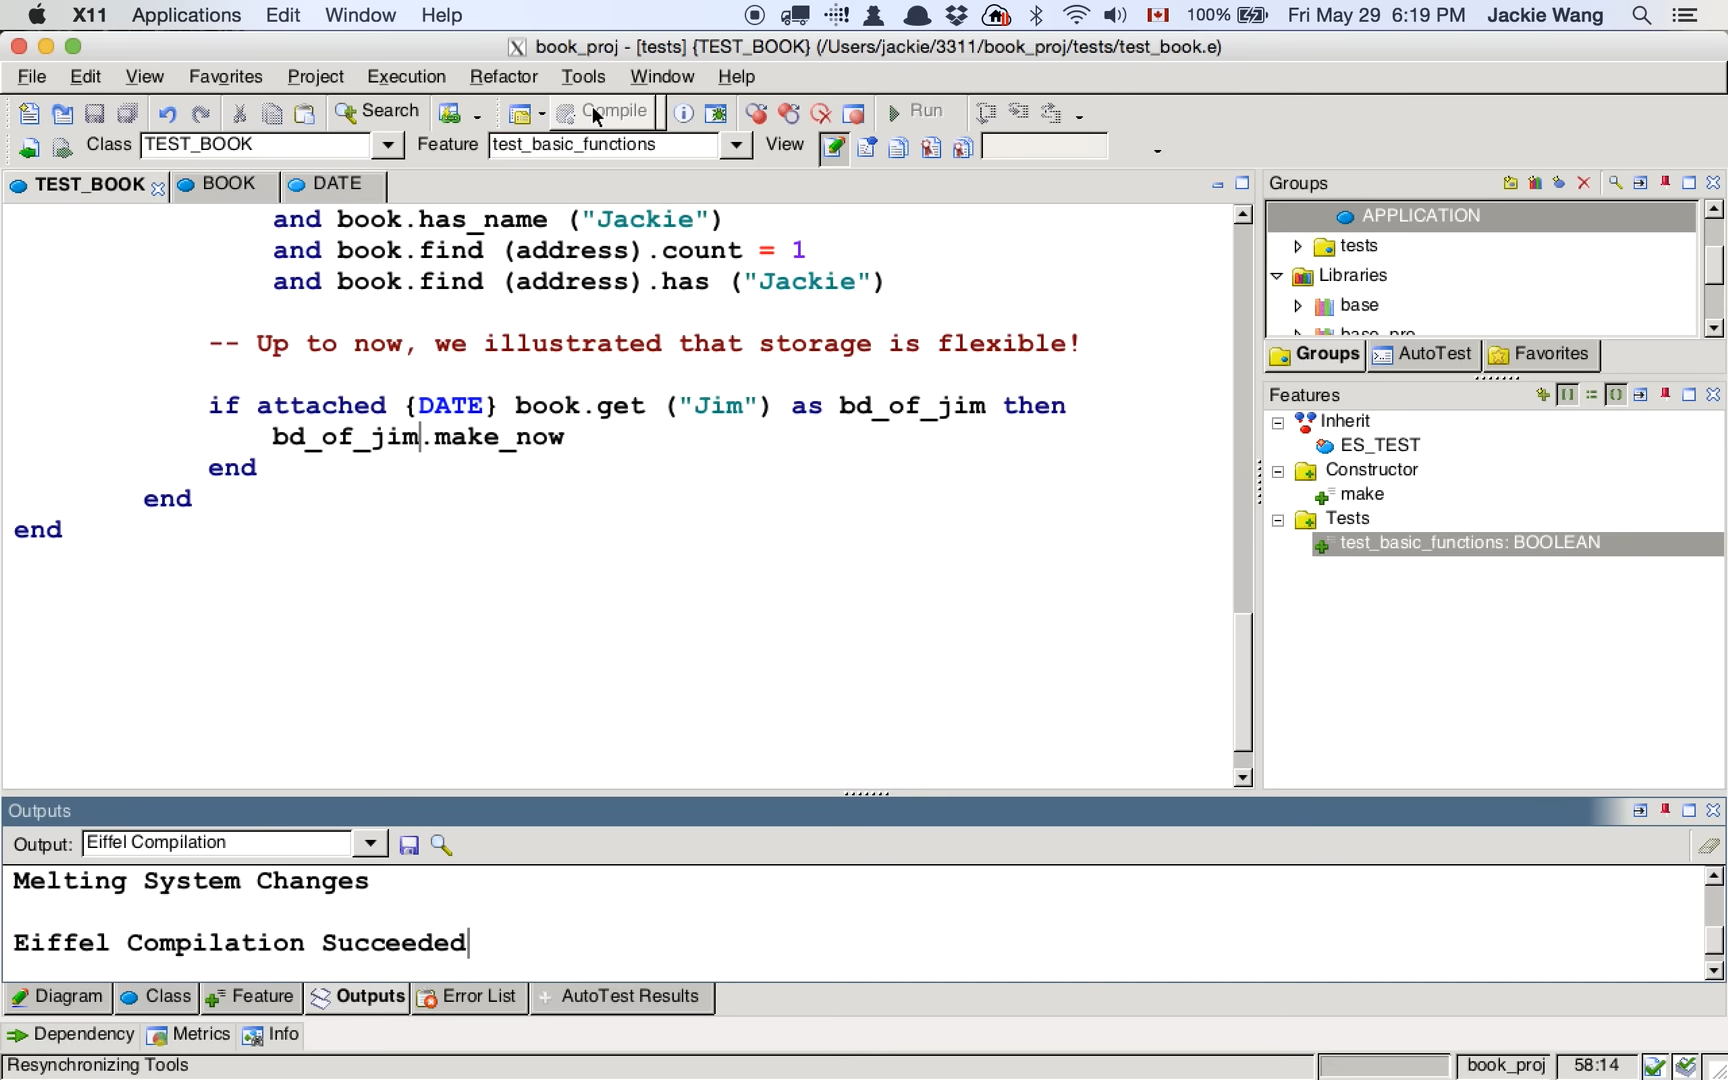 X11 Applications Edit Window Help 100% Fri May 29 6:19 PM Jackie Wang
book_proj - [tests] {TEST_BOOK} (/Users/jackie/3311/book_proj/tests/test_book.e)
File Edit View Favorites Project Execution Refactor Tools Window Help
Search Compile Run
Class TEST_BOOK Feature test_basic_functions View
TEST_BOOK BOOK DATE
and book.has_name ("Jackie")
and book.find (address).count = 1
and book.find (address).has ("Jackie")
-- Up to now, we illustrated that storage is flexible!
if attached {DATE} book.get ("Jim") as bd_of_jim then
bd_of_jim.make_now
end
end
end
Groups
APPLICATION
tests
Libraries
base
base_pre
Groups AutoTest Favorites
Features
Inherit
ES_TEST
Constructor
make
Tests
test_basic_functions: BOOLEAN
Outputs
Output: Eiffel Compilation
Melting System Changes
Eiffel Compilation Succeeded
Diagram Class Feature Outputs Error List AutoTest Results
Dependency Metrics Info
Resynchronizing Tools book_proj 58:14